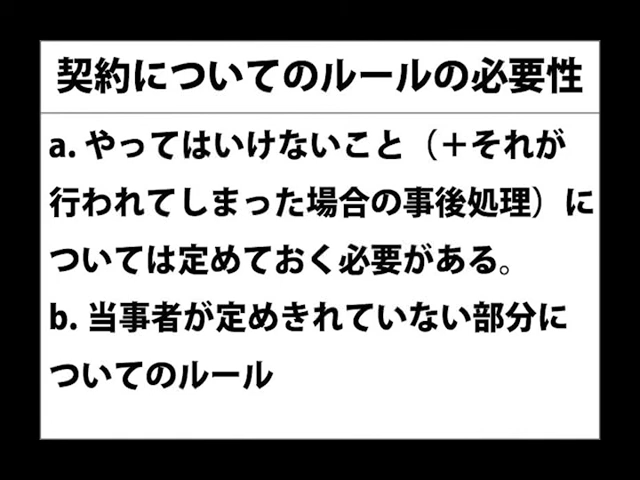 契約についてのルールの必要性
a. やってはいけないこと（＋それが
行われてしまった場合の事後処理）に
ついては定めておく必要がある。
b. 当事者が定めきれていない部分に
ついてのルール